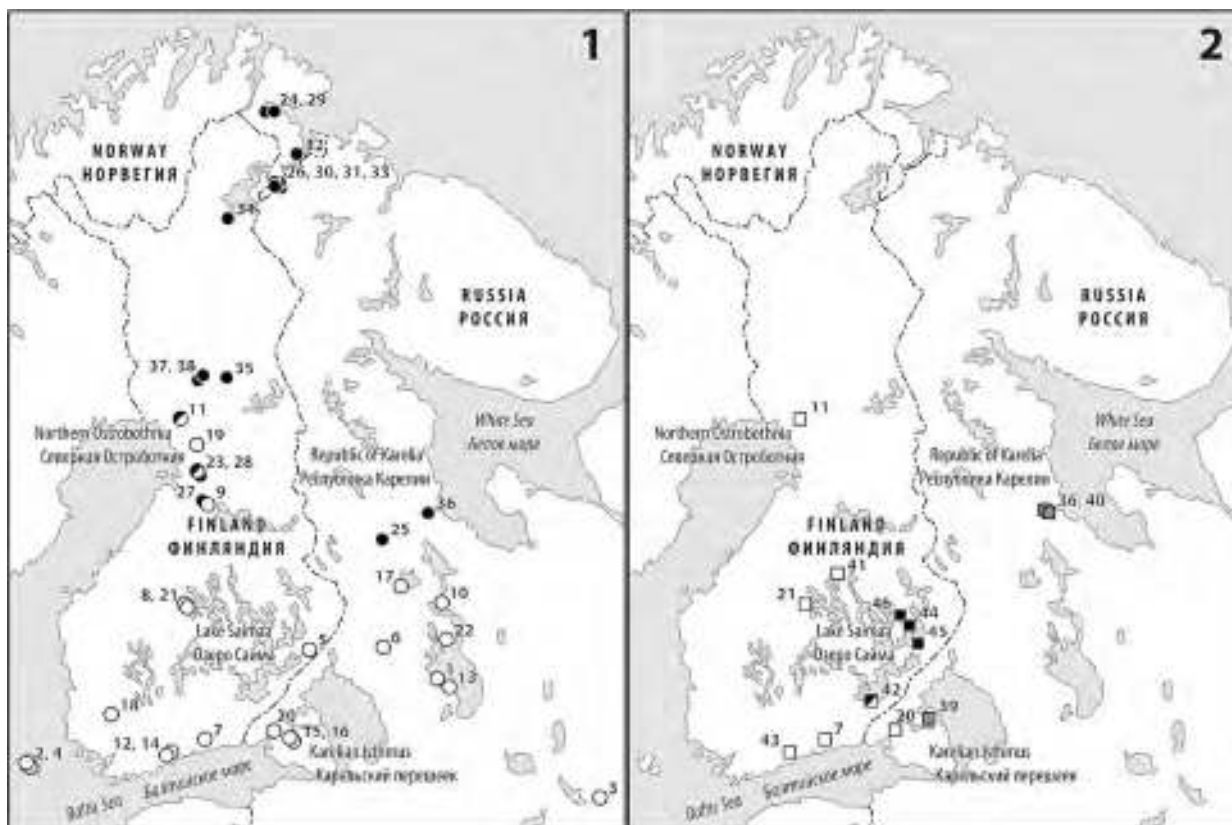 1
24, 29
32
NORWAY
НОРВЕГИЯ
26, 30, 31, 33
34
RUSSIA
РОССИЯ
37, 38
35
11
Northern Ostrobothnia
Северная Остроботния
19
White Sea
Белое море
23, 28
Republic of Karelia
Республика Карелия
27
9
36
FINLAND
ФИНЛЯНДИЯ
25
17
8, 21
10
Lake Saimaa
Озеро Сайма
5
6
22
1
13
18
20
7
12, 14
15, 16
2, 4
Karelian Isthmus
Карельский перешеек
Baltic Sea
Балтийское море
3
2
NORWAY
НОРВЕГИЯ
RUSSIA
РОССИЯ
11
Northern Ostrobothnia
Северная Остроботния
White Sea
Белое море
Republic of Karelia
Республика Карелия
36, 40
FINLAND
ФИНЛЯНДИЯ
41
21
46
44
Lake Saimaa
Озеро Сайма
45
42
20
39
43
7
Karelian Isthmus
Карельский перешеек
Baltic Sea
Балтийское море